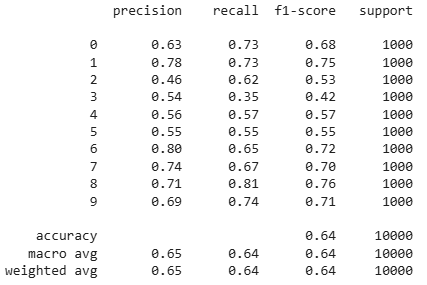 precision recall f1-score support
0 0.63 0.73 0.68 1000
1 0.78 0.73 0.75 1000
2 0.46 0.62 0.53 1000
3 0.54 0.35 0.42 1000
4 0.56 0.57 0.57 1000
5 0.55 0.55 0.55 1000
6 0.80 0.65 0.72 1000
7 0.74 0.67 0.70 1000
8 0.71 0.81 0.76 1000
9 0.69 0.74 0.71 1000
accuracy 0.64 10000
macro avg 0.65 0.64 0.64 10000
weighted avg 0.65 0.64 0.64 10000